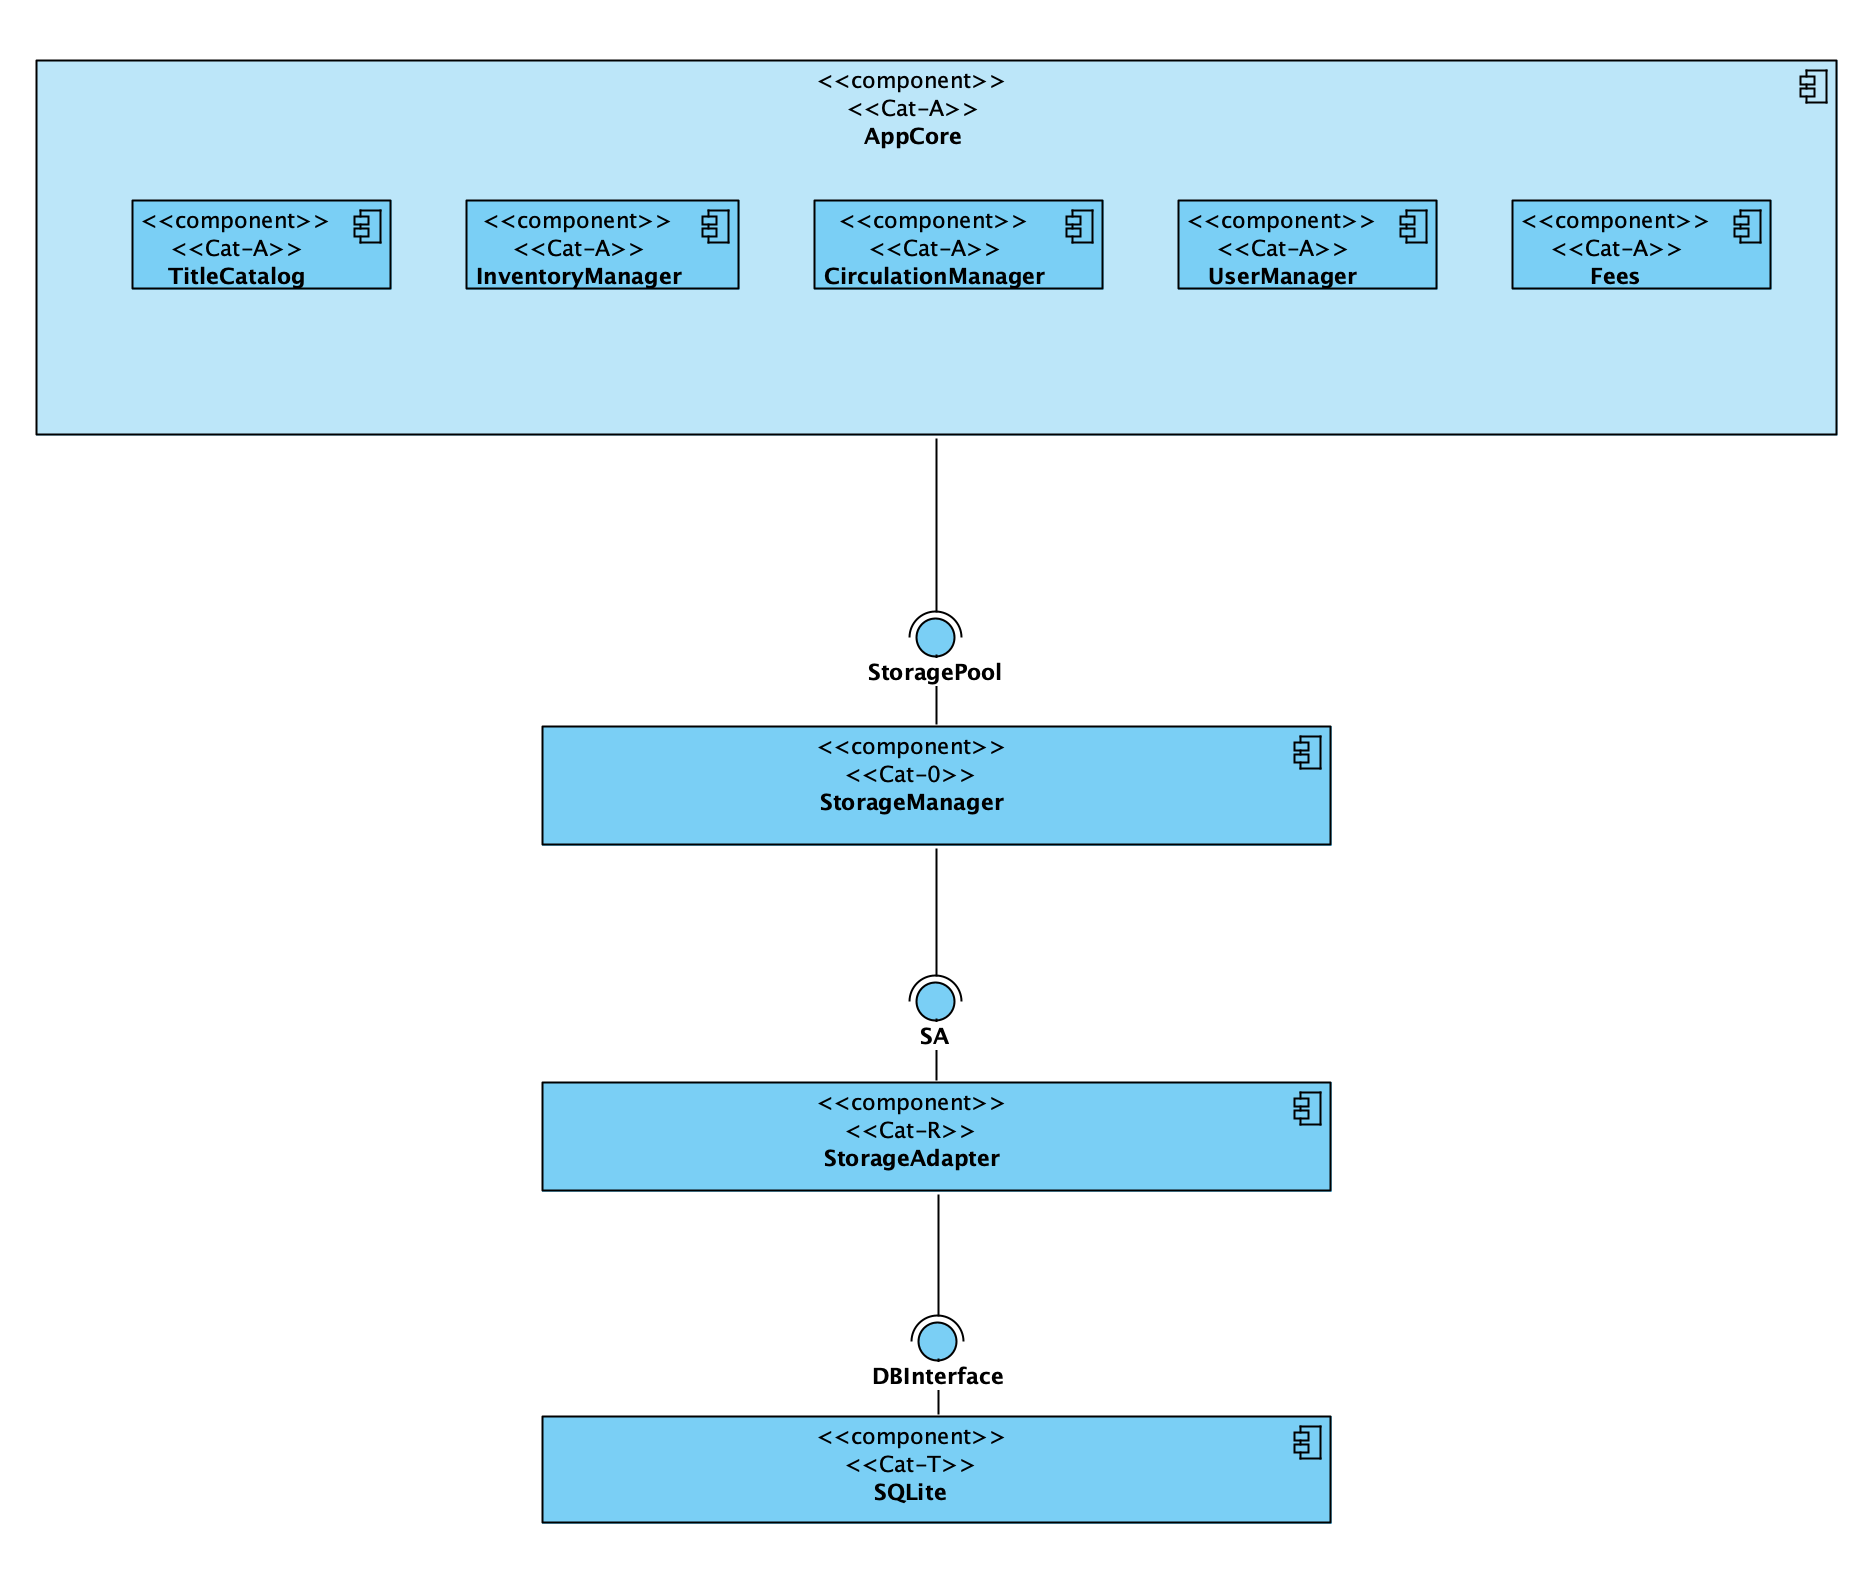 <<component>>
<<Cat-A>>
AppCore
<<component>>
<<Cat-A>>
TitleCatalog
<<component>>
<<Cat-A>>
InventoryManager
<<component>>
<<Cat-A>>
CirculationManager
<<component>>
<<Cat-A>>
UserManager
<<component>>
<<Cat-A>>
Fees
StoragePool
<<component>>
<<Cat-0>>
StorageManager
SA
<<component>>
<<Cat-R>>
StorageAdapter
DBInterface
<<component>>
<<Cat-T>>
SQLite